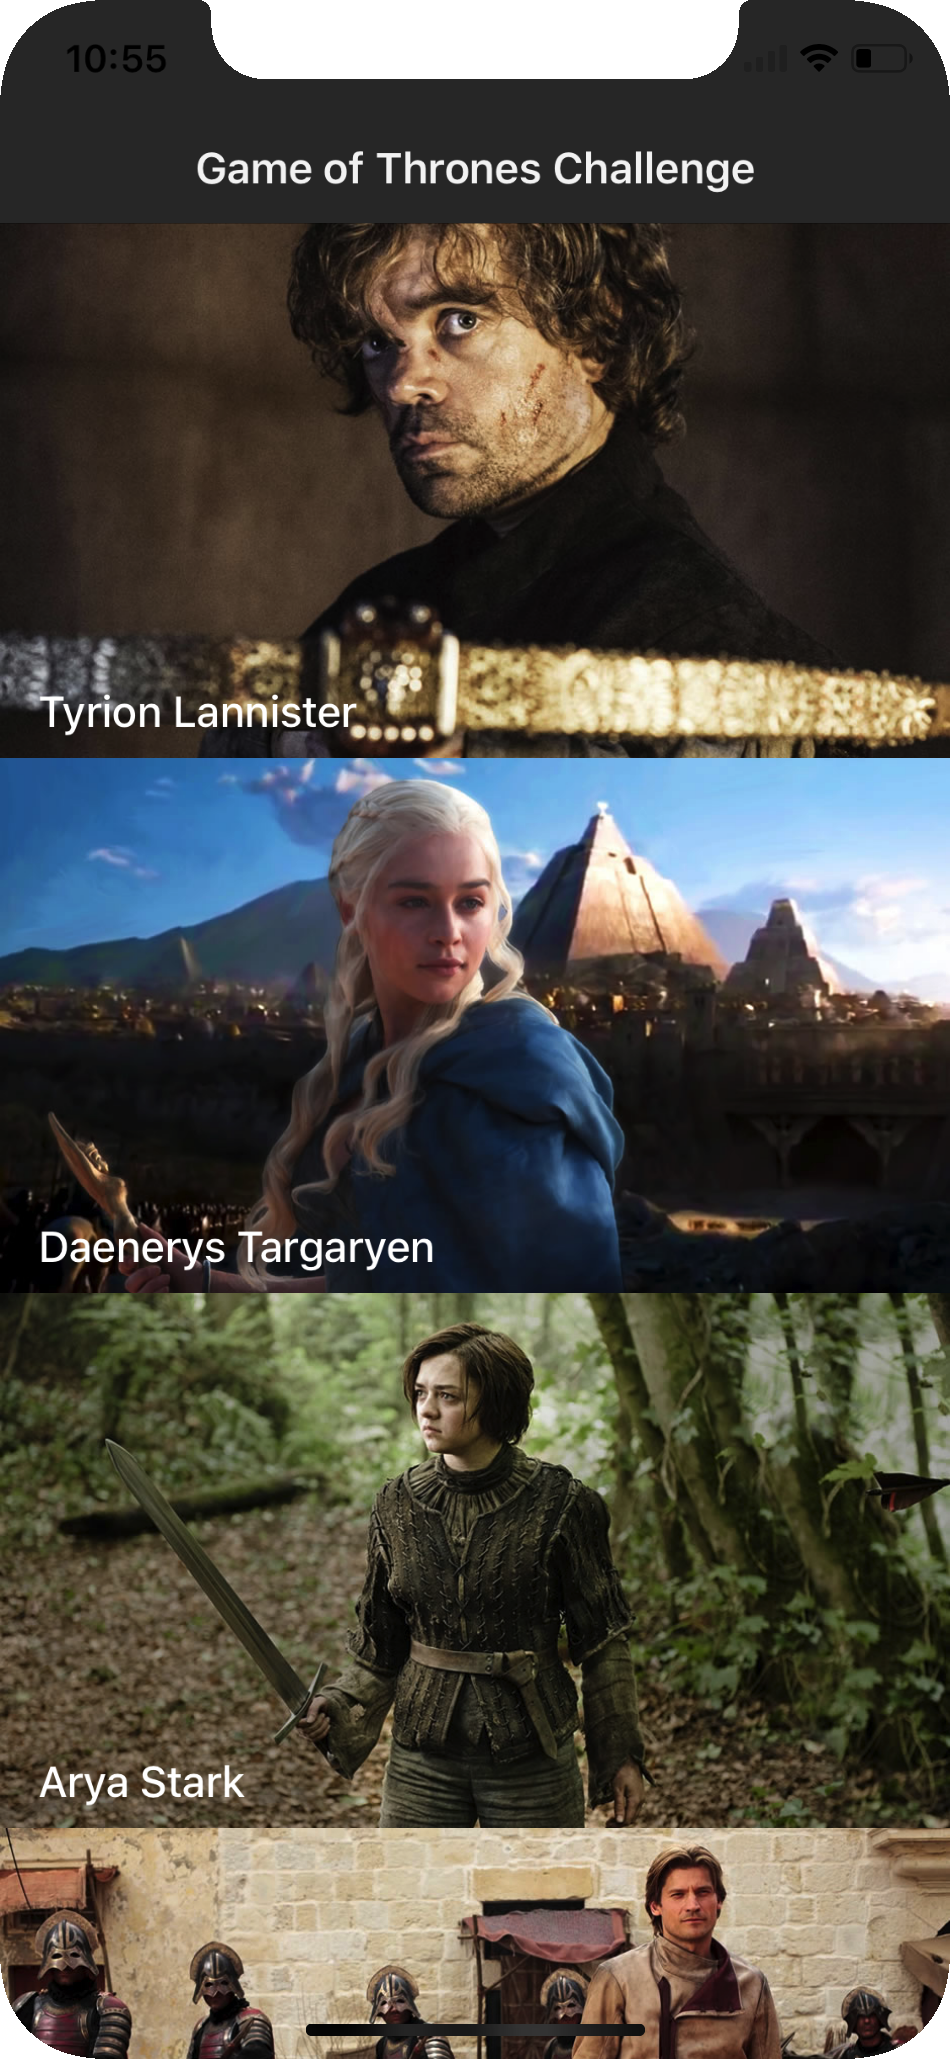 10:55
Game of Thrones Challenge
Tyrion Lannister
Daenerys Targaryen
Arya Stark